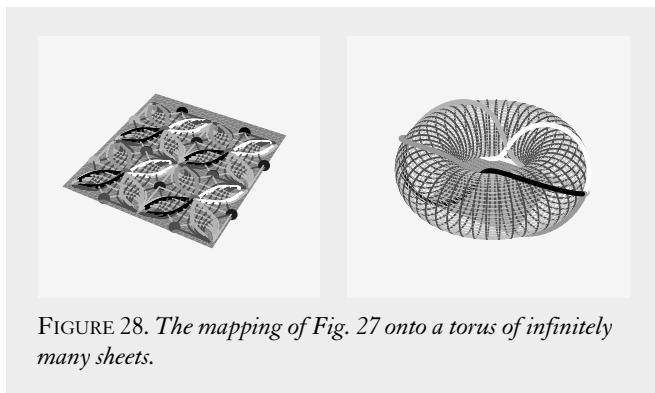 FIGURE 28. The mapping of Fig. 27 onto a torus of infinitely
many sheets.